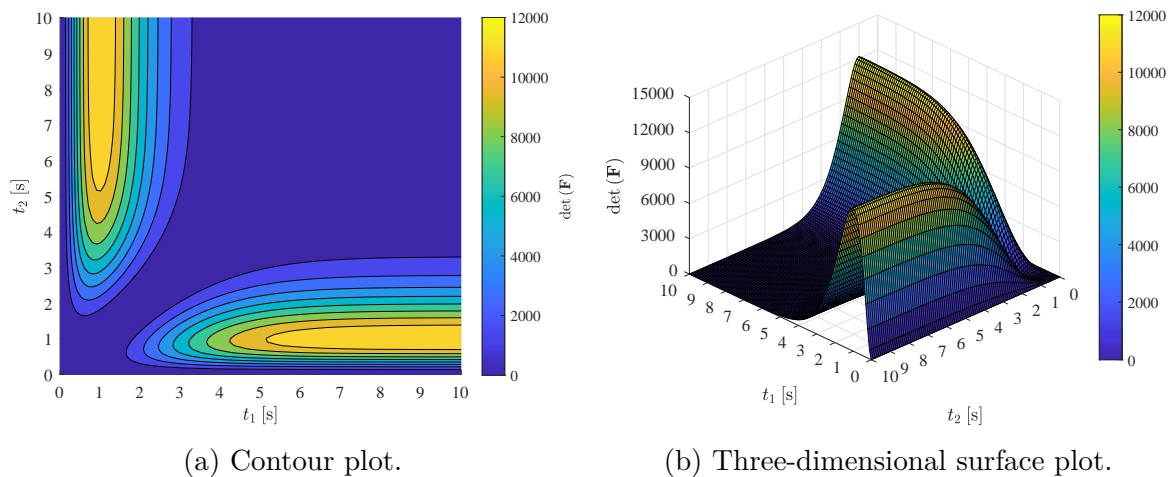 10
9
8
7
6
5
4
3
2
1
0
t₂ [s]
0 1 2 3 4 5 6 7 8 9 10
t₁ [s]
12000
10000
8000
6000
4000
2000
0
det (F)
(a) Contour plot.
15000
12000
9000
6000
3000
0
det (F)
10 9 8 7 6 5 4 3 2 1 0
t₁ [s]
10 9 8 7 6 5 4 3 2 1 0
t₂ [s]
12000
10000
8000
6000
4000
2000
0
(b) Three-dimensional surface plot.